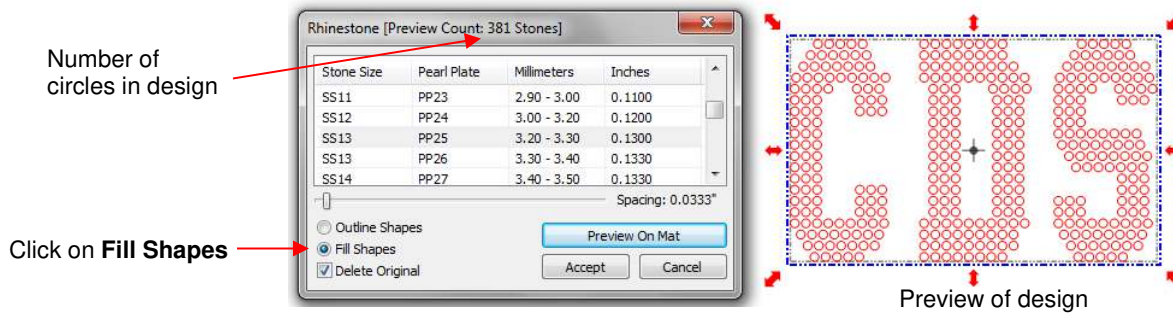 Number of
circles in design
Click on Fill Shapes
Rhinestone [Preview Count: 381 Stones]
Stone Size Pearl Plate Millimeters Inches
SS11 PP23 2.90 - 3.00 0.1100
SS12 PP24 3.00 - 3.20 0.1200
SS13 PP25 3.20 - 3.30 0.1300
SS13 PP26 3.30 - 3.40 0.1330
SS14 PP27 3.40 - 3.50 0.1330
Spacing: 0.0333"
Outline Shapes
Fill Shapes
Delete Original
Preview On Mat
Accept Cancel
CDS
Preview of design